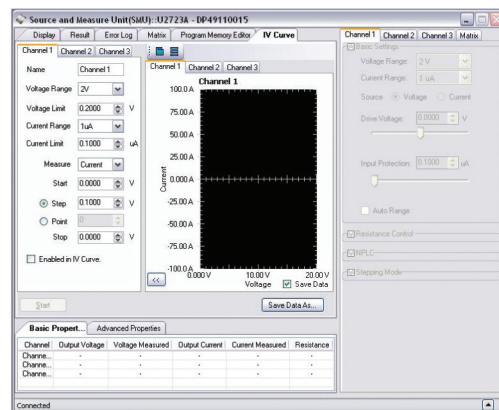 Source and Measure Unit(SMU): :U2723A - DP49110015
Display Result Error Log Matrix Program Memory Editor IV Curve
Channel 1 Channel 2 Channel 3
Name Channel 1
Voltage Range 2V
Voltage Limit 0.2000 V
Current Range 1uA
Current Limit 0.1000 uA
Measure Current
Start 0.0000 V
Step 0.1000 V
Point 0
Stop 0.0000 V
Enabled in IV Curve.
Start
Channel 1 Channel 2 Channel 3
Channel 1
100.0 A
75.00 A
50.00 A
25.00 A
0.000 A
-25.00 A
-50.00 A
-75.00 A
-100.0 A
Current
0.000V 10.00 V 20.00 V
Voltage
<<
Save Data
Save Data As...
Channel 1 Channel 2 Channel 3 Matrix
Basic Settings
Voltage Range: 2 V
Current Range: 1 uA
Source Voltage Current
Drive Voltage: 0.0000 V
Input Protection: 0.1000 uA
Auto Range
Resistance Control
NPLC
Stepping Mode
Basic Propert... Advanced Properties
Channel Output Voltage Voltage Measured Output Current Current Measured Resistance
Channe... - - - - -
Channe... - - - - -
Channe... - - - - -
Connected